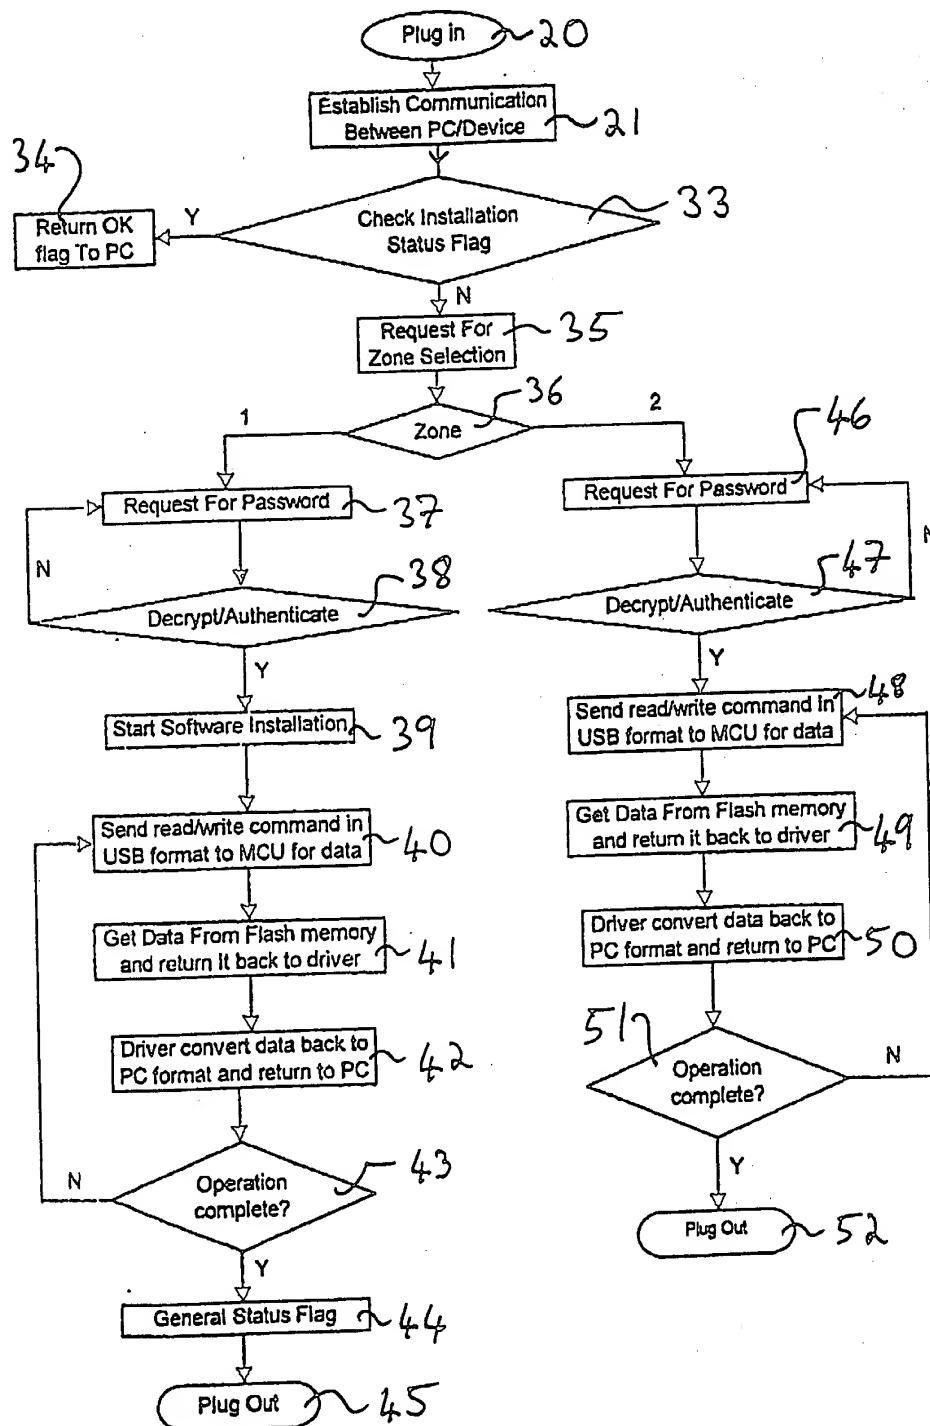 Plug in
20
Establish Communication
Between PC/Device
21
34
Return OK
flag To PC
Y
Check Installation
Status Flag
33
N
Request For
Zone Selection
35
1
Zone
36
2
Request For Password
37
Request For Password
46
N
Decrypt/Authenticate
38
Decrypt/Authenticate
47
N
Y
Y
Start Software Installation
39
Send read/write command in
USB format to MCU for data
48
Send read/write command in
USB format to MCU for data
40
Get Data From Flash memory
and return it back to driver
49
Get Data From Flash memory
and return it back to driver
41
Driver convert data back to
PC format and return to PC
50
Driver convert data back to
PC format and return to PC
42
51
Operation
complete?
N
N
Operation
complete?
43
Y
Plug Out
52
Y
General Status Flag
44
Plug Out
45